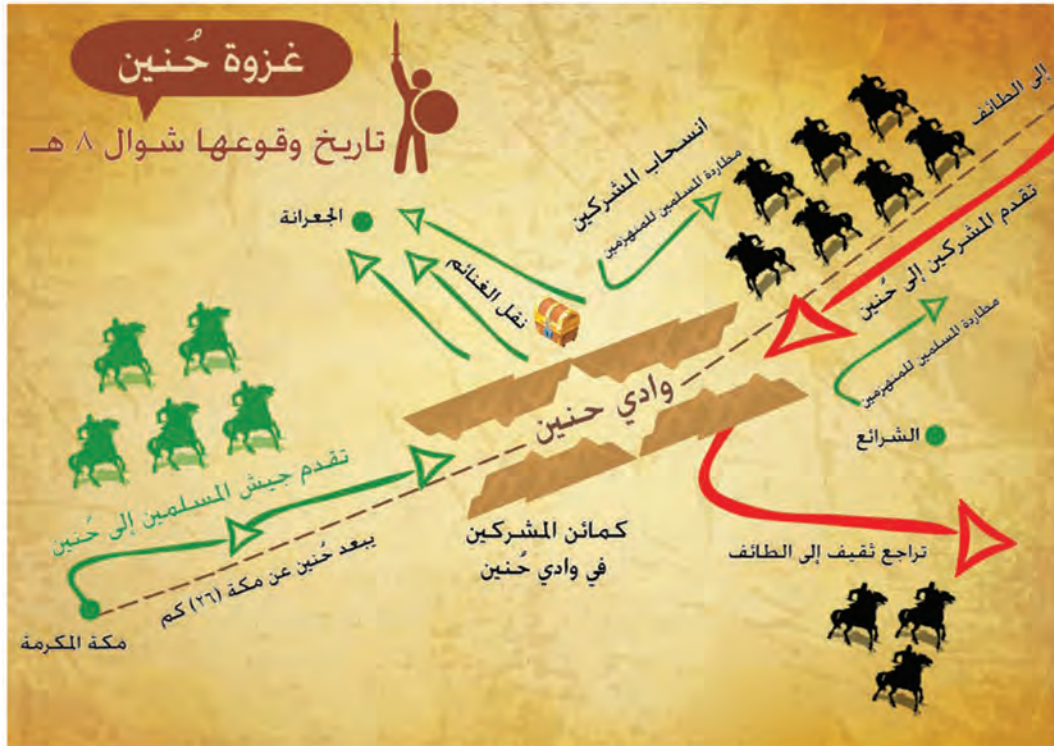 غزوة حُنين
تاريخ وقوعها شوال ٨ هـ
إلى الطائف
انسحاب المشركين
مطاردة المسلمين للمنهزمين
تقدم المشركين إلى حُنين
الجعرانة
نقل الغنائم
مطاردة المسلمين للمنهزمين
وادي حنين
الشرائع
تقدم جيش المسلمين إلى حُنين
يبعد حُنين عن مكة (٢٦) كم
كمائن المشركين
في وادي حُنين
تراجع ثقيف إلى الطائف
مكة المكرمة